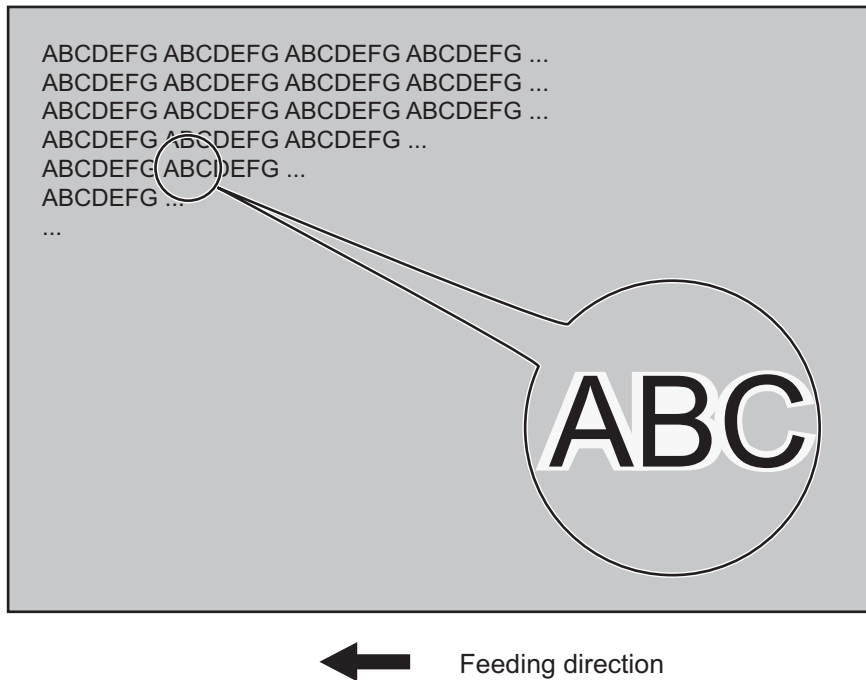 ABCDEFG ABCDEFG ABCDEFG ABCDEFG ...
ABCDEFG ABCDEFG ABCDEFG ABCDEFG ...
ABCDEFG ABCDEFG ABCDEFG ABCDEFG ...
ABCDEFG ABCDEFG ABCDEFG ...
ABCDEFG ABCDEFG ...
ABCDEFG ...
...
ABC
Feeding direction